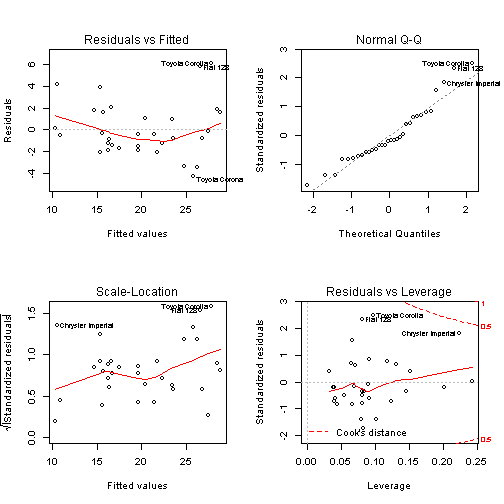 Residuals vs Fitted
Residuals
6
4
2
0
-2
-4
Toyota Corolla
Fiat 128
Toyota Corona
10 15 20 25
Fitted values
Normal Q-Q
Standardized residuals
3
2
1
0
-1
Toyota Corolla
Fiat 128
Chrysler Imperial
-2 -1 0 1 2
Theoretical Quantiles
Scale-Location
√|Standardized residuals|
1.5
1.0
0.5
0.0
Toyota Corolla
Fiat 128
Chrysler Imperial
10 15 20 25
Fitted values
Residuals vs Leverage
Standardized residuals
3
2
1
0
-1
-2
Toyota Corolla
Fiat 128
Chrysler Imperial
1
0.5
0.5
Cook's distance
0.00 0.05 0.10 0.15 0.20 0.25
Leverage